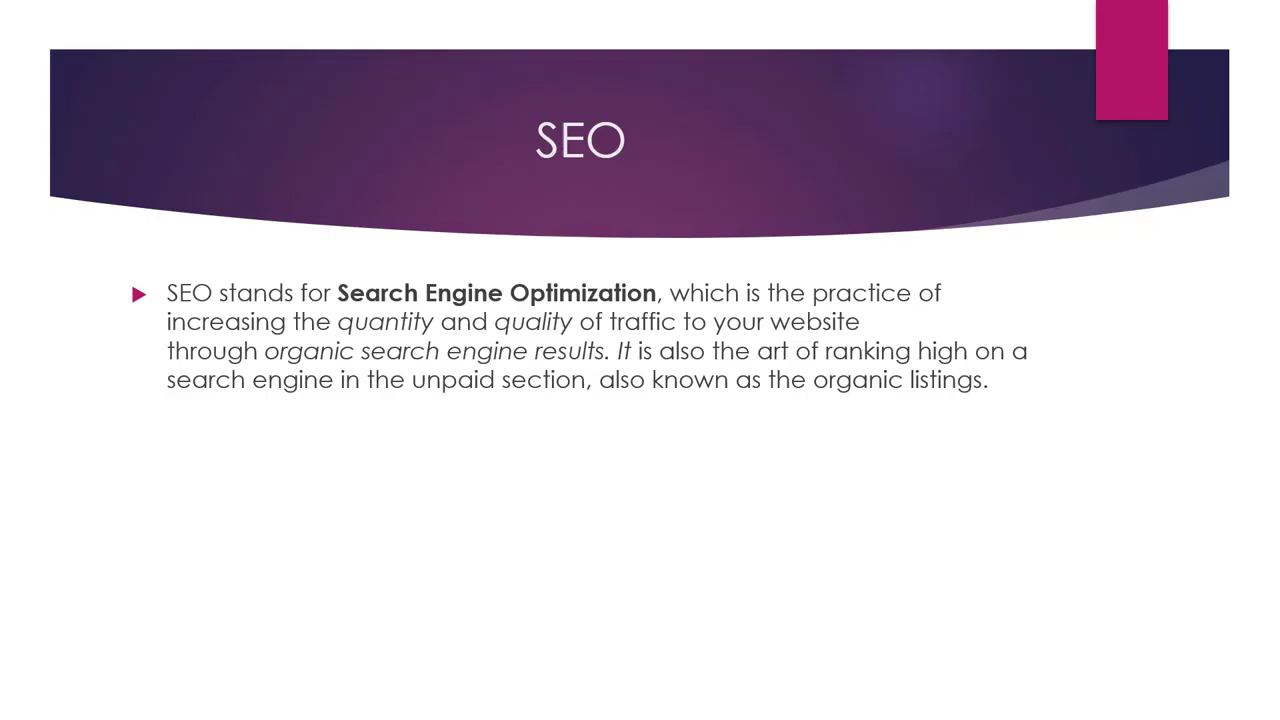 SEO
SEO stands for Search Engine Optimization, which is the practice of
increasing the quantity and quality of traffic to your website
through organic search engine results. It is also the art of ranking high on a
search engine in the unpaid section, also known as the organic listings.